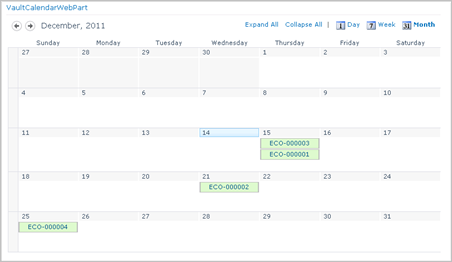 VaultCalendarWebPart
December, 2011 Expand All Collapse All | Day Week Month
Sunday Monday Tuesday Wednesday Thursday Friday Saturday
27 28 29 30 1 2 3
4 5 6 7 8 9 10
11 12 13 14 15 16 17
ECO-000003
ECO-000001
18 19 20 21 22 23 24
ECO-000002
25 26 27 28 29 30 31
ECO-000004